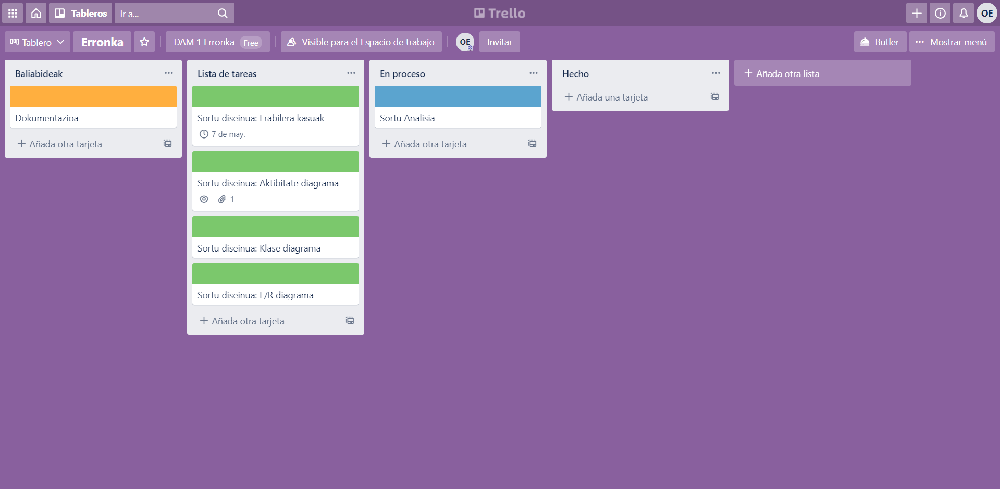 Tableros
Ir a...
Trello
OE
Tablero
Erronka
DAM 1 Erronka Free
Visible para el Espacio de trabajo
OE
Invitar
Butler
Mostrar menú
Baliabideak
Dokumentazioa
Añada otra tarjeta
Lista de tareas
Sortu diseinua: Erabilera kasuak
7 de may.
Sortu diseinua: Aktibitate diagrama
1
Sortu diseinua: Klase diagrama
Sortu diseinua: E/R diagrama
Añada otra tarjeta
En proceso
Sortu Analisia
Añada otra tarjeta
Hecho
Añada una tarjeta
Añada otra lista